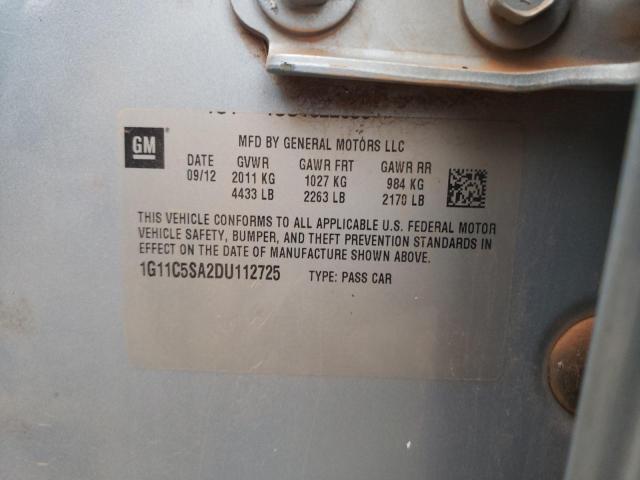 GM
MFD BY GENERAL MOTORS LLC
DATE GVWR GAWR FRT GAWR RR
09/12 2011 KG 1027 KG 984 KG
4433 LB 2263 LB 2170 LB
THIS VEHICLE CONFORMS TO ALL APPLICABLE U.S. FEDERAL MOTOR
VEHICLE SAFETY, BUMPER, AND THEFT PREVENTION STANDARDS IN
EFFECT ON THE DATE OF MANUFACTURE SHOWN ABOVE.
1G11C5SA2DU112725 TYPE: PASS CAR